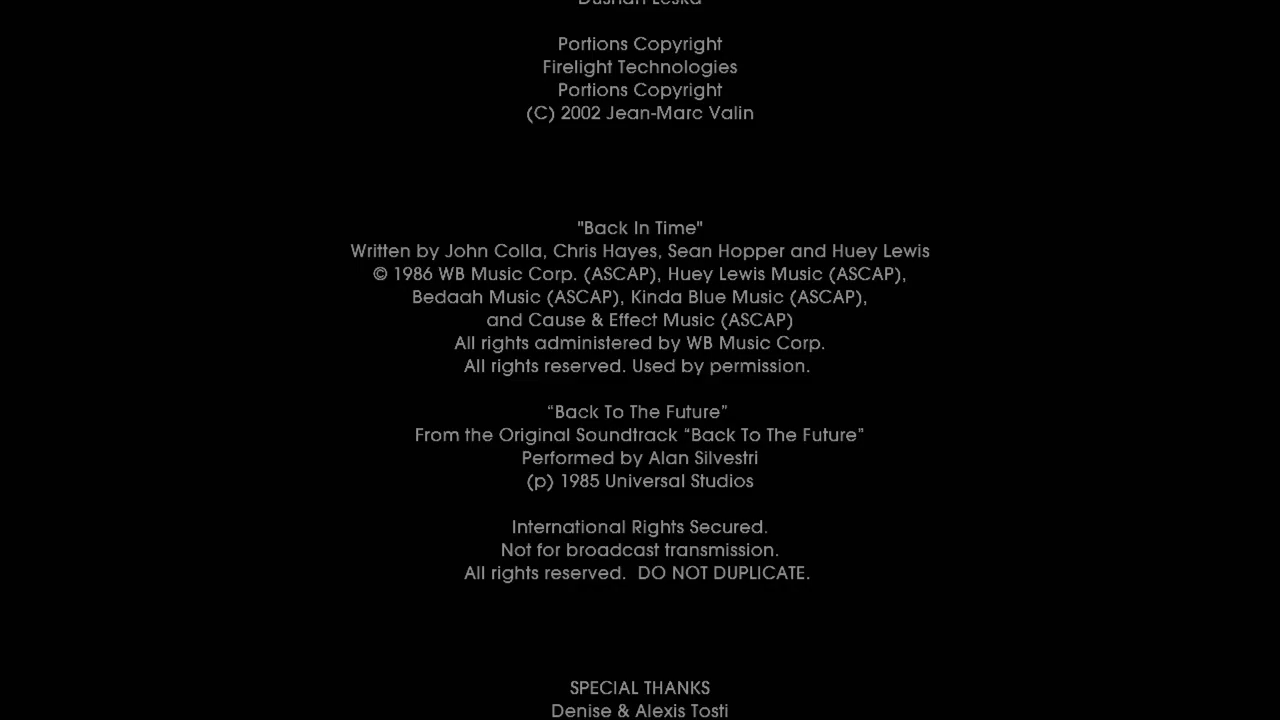 Portions Copyright
Firelight Technologies
Portions Copyright
(C) 2002 Jean-Marc Valin
"Back In Time"
Written by John Colla, Chris Hayes, Sean Hopper and Huey Lewis
© 1986 WB Music Corp. (ASCAP), Huey Lewis Music (ASCAP),
Bedaah Music (ASCAP), Kinda Blue Music (ASCAP),
and Cause & Effect Music (ASCAP)
All rights administered by WB Music Corp.
All rights reserved. Used by permission.
“Back To The Future”
From the Original Soundtrack “Back To The Future”
Performed by Alan Silvestri
(p) 1985 Universal Studios
International Rights Secured.
Not for broadcast transmission.
All rights reserved.  DO NOT DUPLICATE.
SPECIAL THANKS
Denise & Alexis Tosti